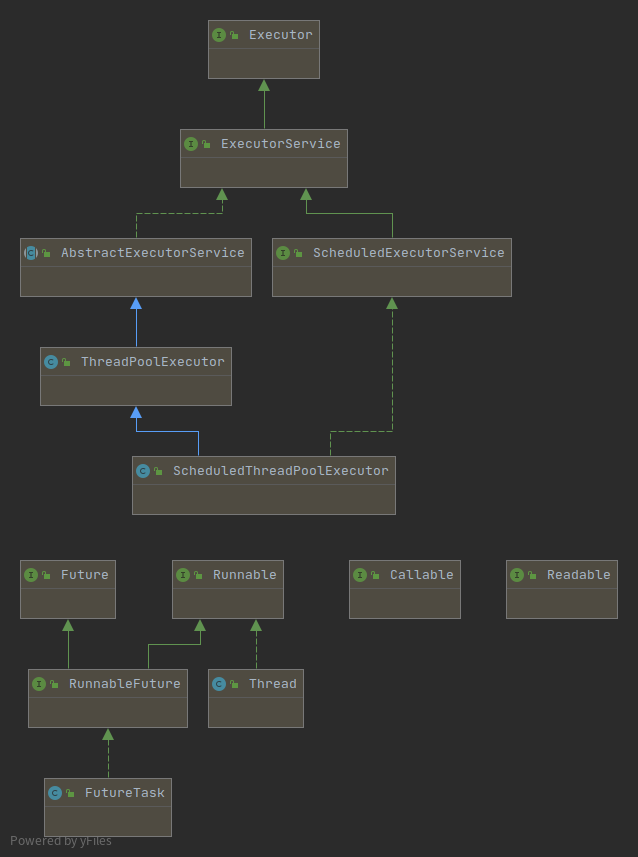 Executor
ExecutorService
AbstractExecutorService
ScheduledExecutorService
ThreadPoolExecutor
ScheduledThreadPoolExecutor
Future
Runnable
Callable
Readable
RunnableFuture
Thread
FutureTask
Powered by yFiles